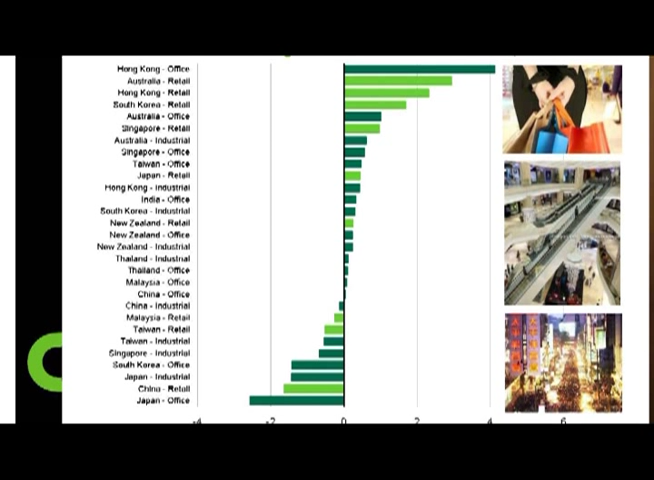 Hong Kong - Office
Australia - Retail
Hong Kong - Retail
South Korea - Retail
Australia - Office
Singapore - Retail
Australia - Industrial
Singapore - Office
Taiwan - Office
Japan - Retail
Hong Kong - Industrial
India - Office
South Korea - Industrial
New Zealand - Retail
New Zealand - Office
New Zealand - Industrial
Thailand - Industrial
Thailand - Office
Malaysia - Office
China - Office
China - Industrial
Malaysia - Retail
Taiwan - Retail
Taiwan - Industrial
Singapore - Industrial
South Korea - Office
Japan - Industrial
China - Retail
Japan - Office
-4 -2 0 2 4 6